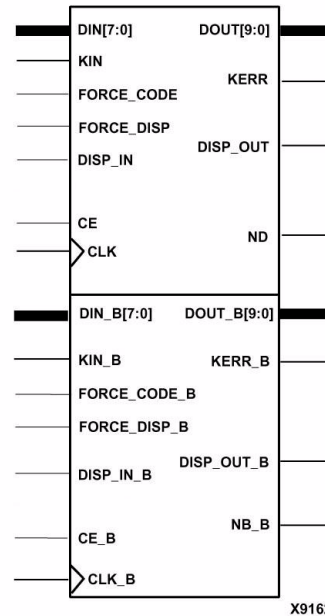 DIN[7:0] DOUT[9:0]
KIN
KERR
FORCE_CODE
FORCE_DISP
DISP_OUT
DISP_IN
CE
ND
CLK
DIN_B[7:0] DOUT_B[9:0]
KIN_B
KERR_B
FORCE_CODE_B
FORCE_DISP_B
DISP_OUT_B
DISP_IN_B
NB_B
CE_B
CLK_B